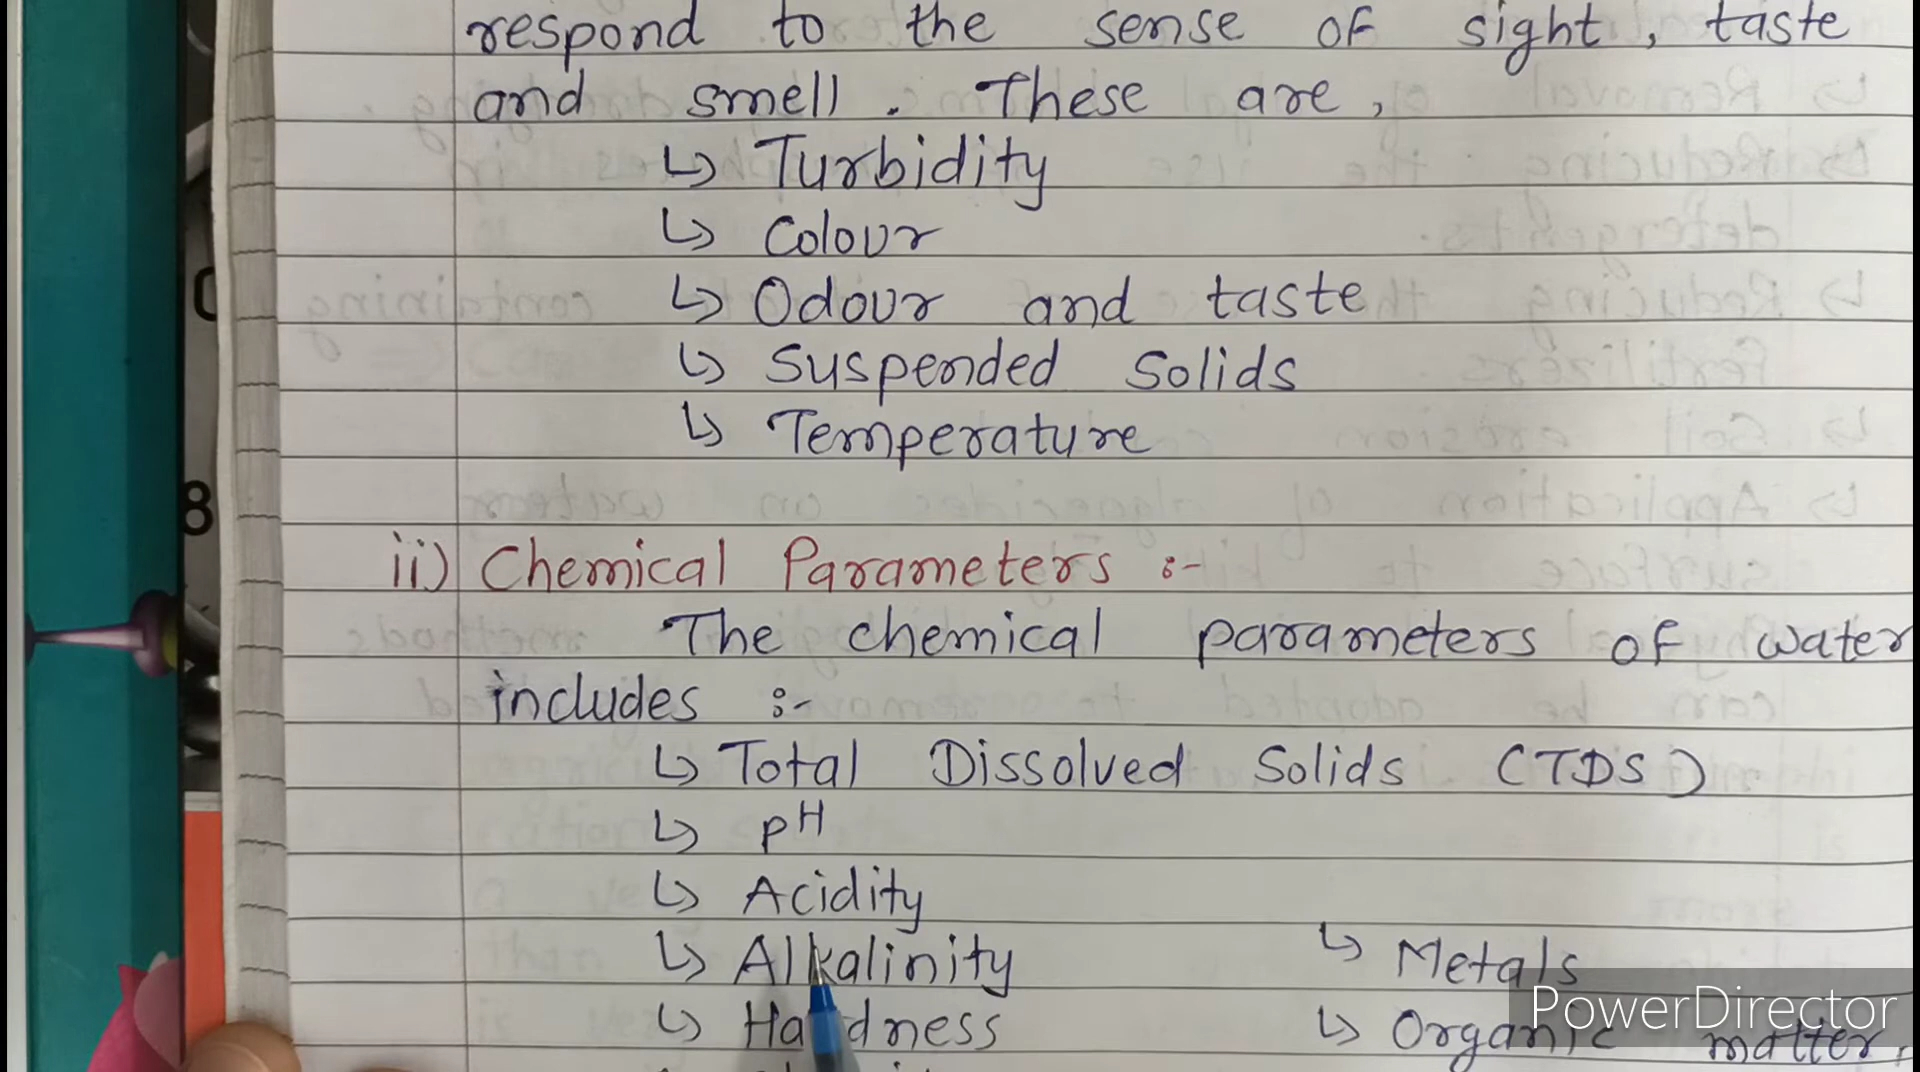 respond to the sense of sight, taste
and smell. These are,
↳ Turbidity
↳ Colour
↳ Odour and taste
↳ Suspended Solids
↳ Temperature
ii) Chemical Parameters :-
The chemical parameters of water
includes :-
↳ Total Dissolved Solids (TDS)
↳ pH
↳ Acidity
↳ Alkalinity ↳ Metals
↳ Hardness ↳ Organic matter,
PowerDirector
8